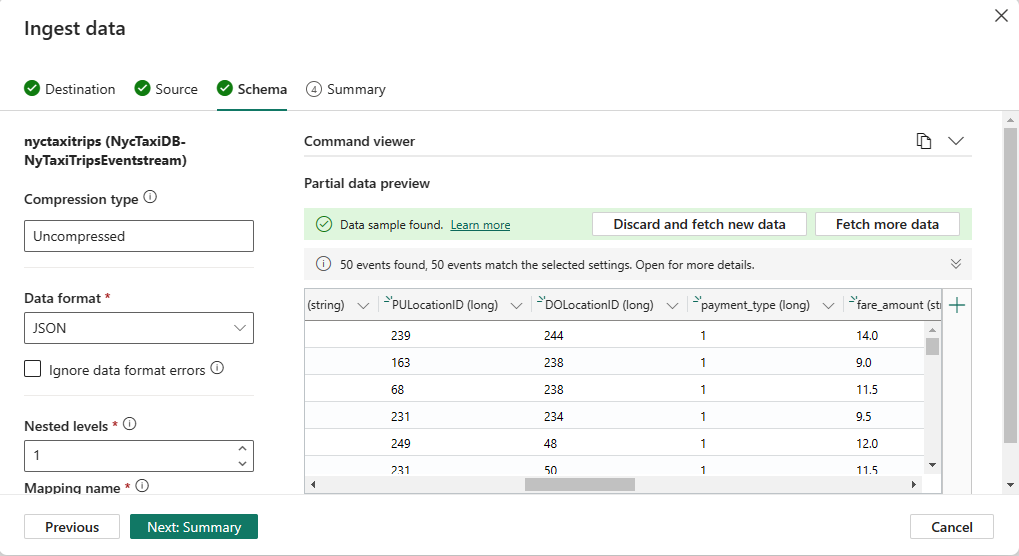 Ingest data
Destination
Source
Schema
4 Summary
nyctaxitrips (NycTaxiDB-
NyTaxiTripsEventstream)
Compression type
Uncompressed
Data format *
JSON
Ignore data format errors
Nested levels *
1
Mapping name *
Command viewer
Partial data preview
Data sample found. Learn more
Discard and fetch new data
Fetch more data
50 events found, 50 events match the selected settings. Open for more details.
(string) PULocationID (long) DOLocationID (long) payment_type (long) fare_amount (st
239 244 1 14.0
163 238 1 9.0
68 238 1 11.5
231 234 1 9.5
249 48 1 12.0
231 50 1 11.5
Previous
Next: Summary
Cancel